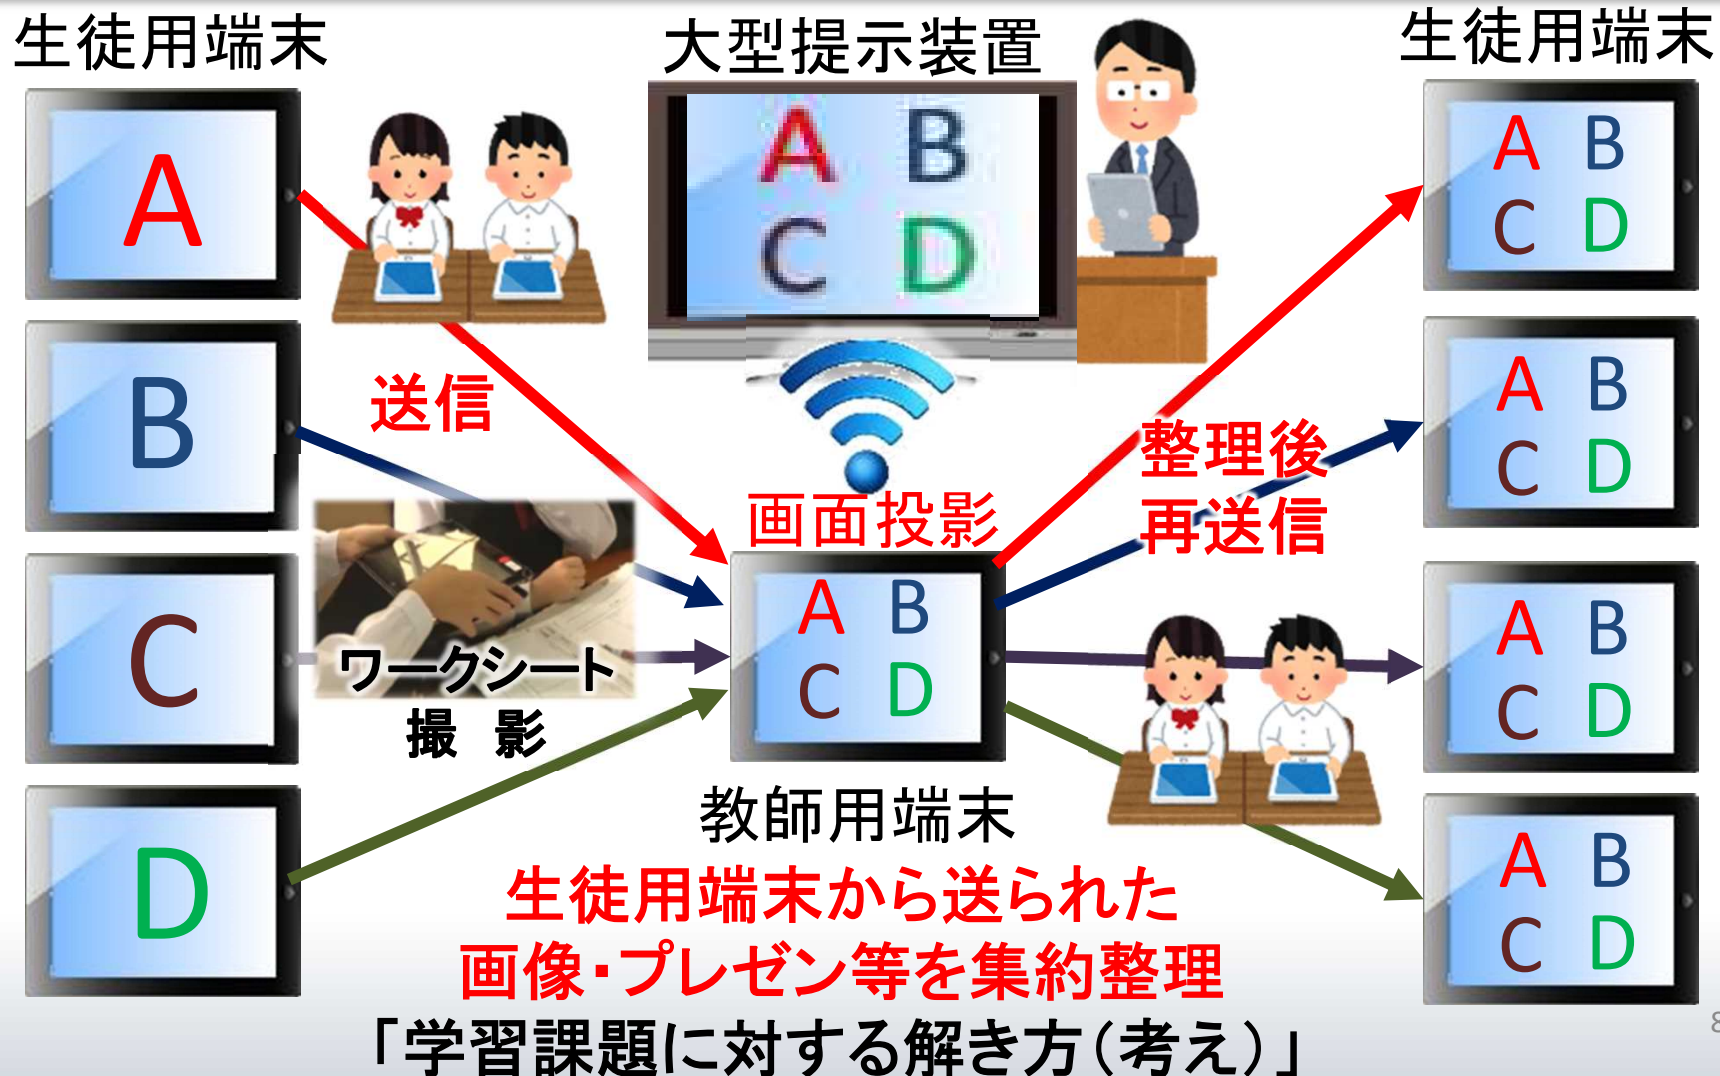 生徒用端末
大型提示装置
生徒用端末
A
B
C
D
A B
C D
送信
ワークシート
撮 影
画面投影
A B
C D
教師用端末
整理後
再送信
A B
C D
A B
C D
A B
C D
A B
C D
生徒用端末から送られた
画像・プレゼン等を集約整理
「学習課題に対する解き方（考え）」
8